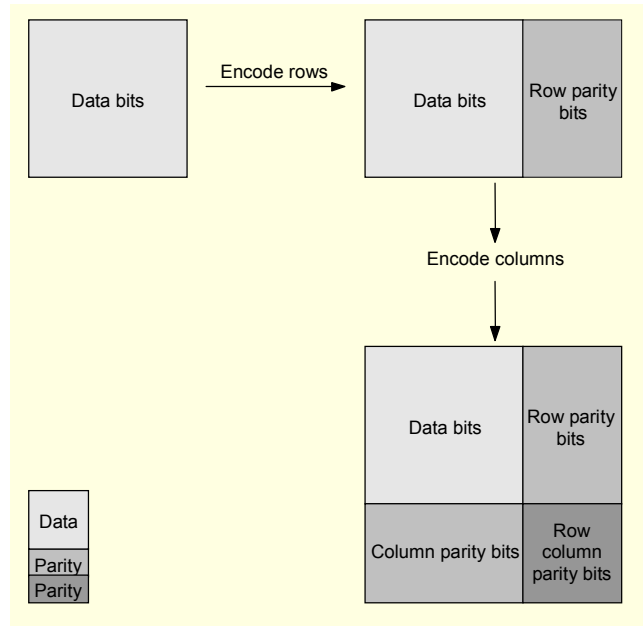 Data bits
Encode rows
Data bits
Row parity
bits
Encode columns
Data bits
Row parity
bits
Column parity bits
Row
column
parity bits
Data
Parity
Parity